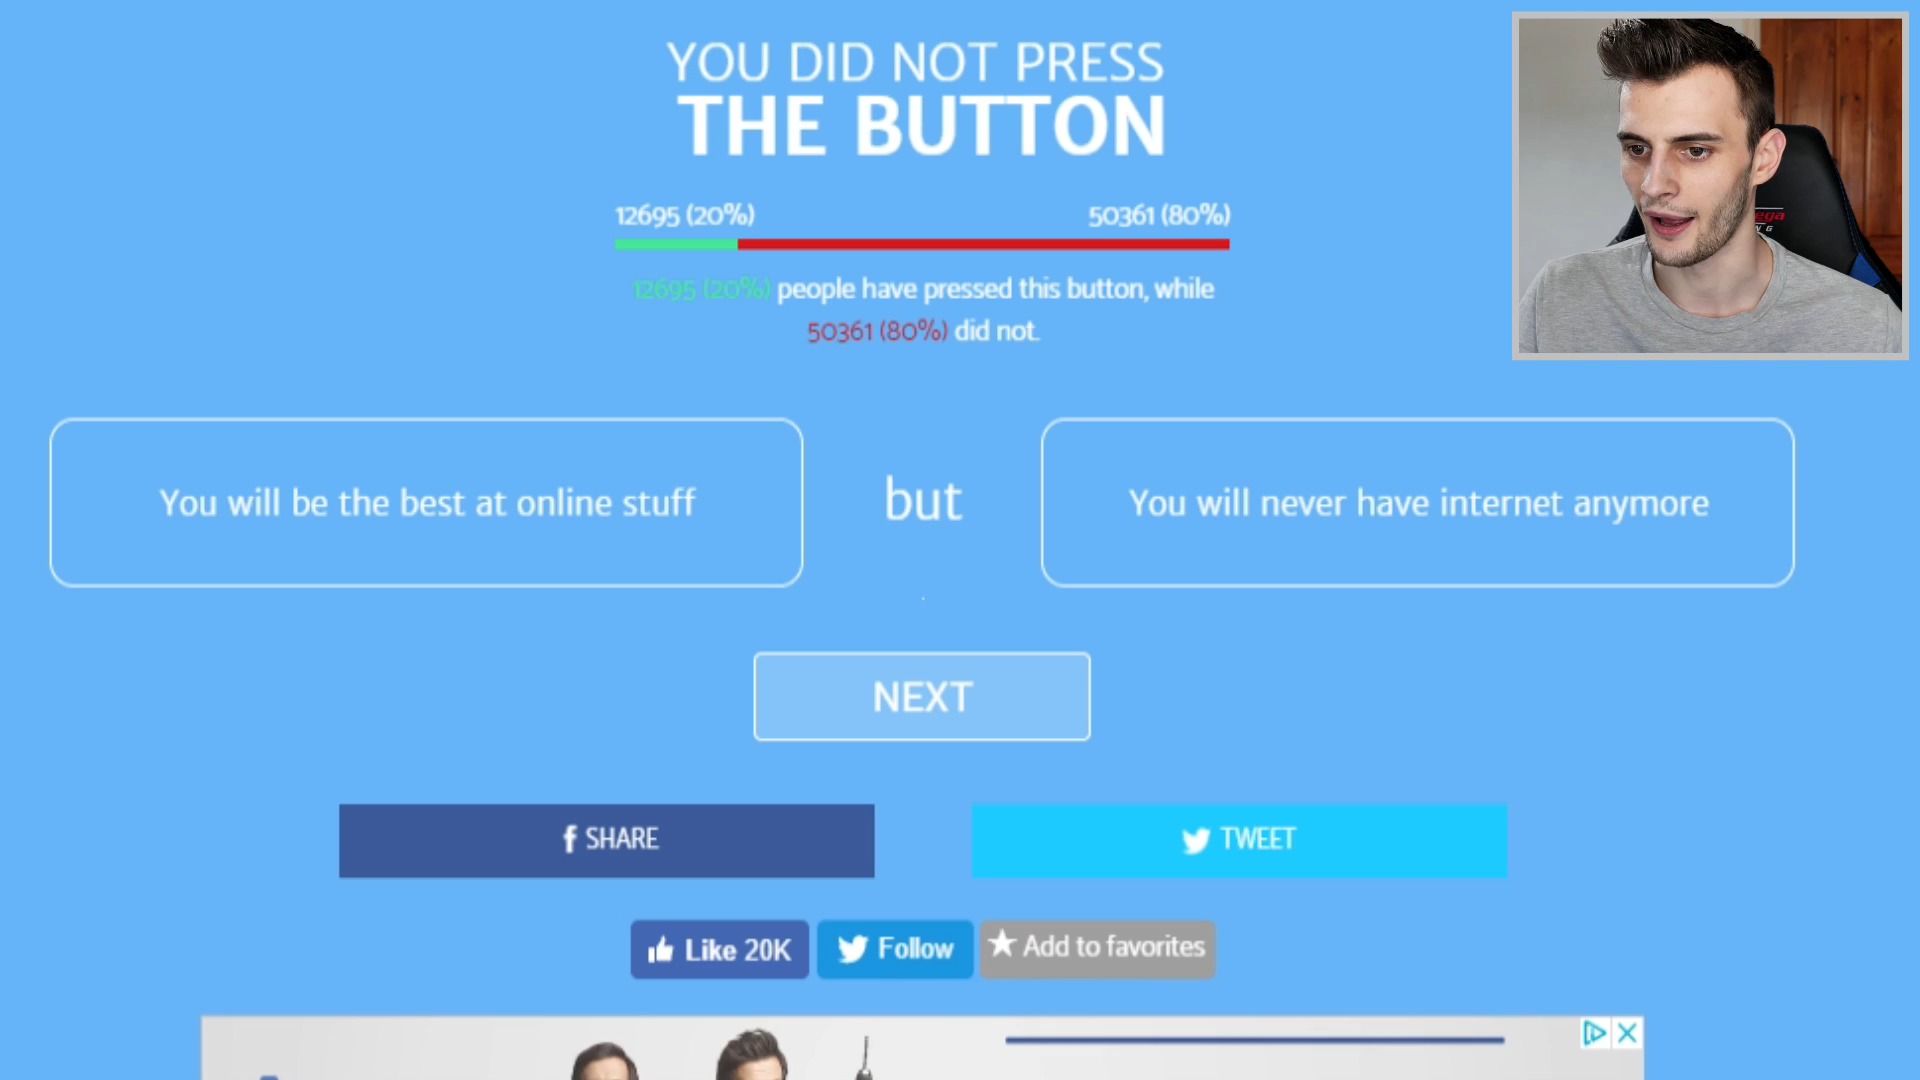 YOU DID NOT PRESS
THE BUTTON
12695 (20%)
50361 (80%)
12695 (20%) people have pressed this button, while
50361 (80%) did not.
You will be the best at online stuff
but
You will never have internet anymore
NEXT
f SHARE
TWEET
Like 20K
Follow
Add to favorites